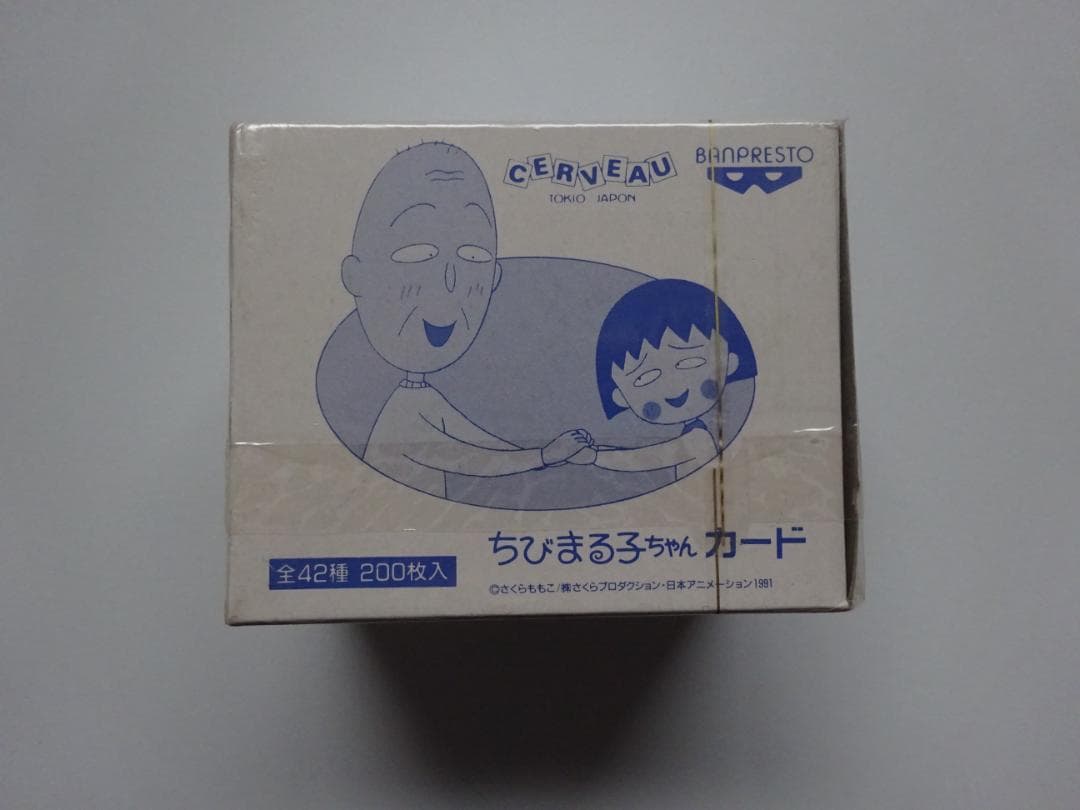 CERVEAU
TOKIO JAPON
BANPRESTO
ちびまる子ちゃん カード
全42種 200枚入
©さくらももこ/㈱さくらプロダクション・日本アニメーション1991